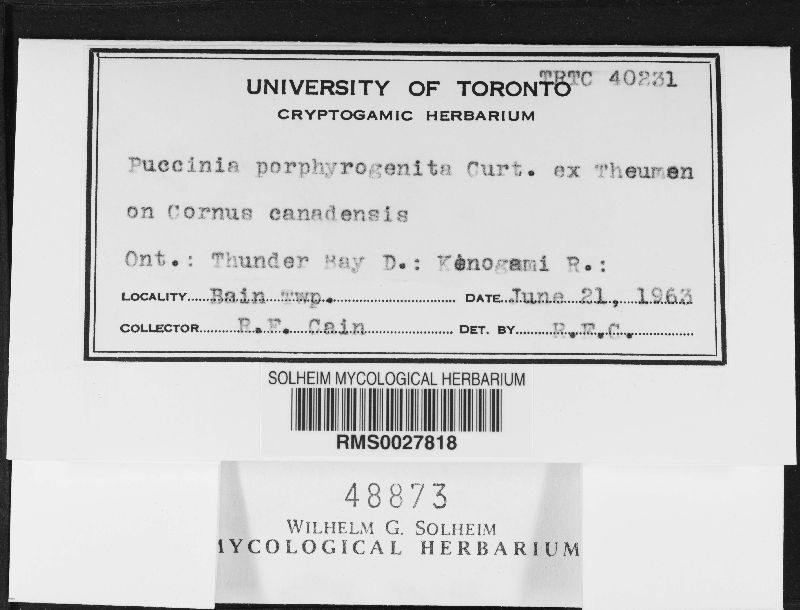 TRTC 40231
UNIVERSITY OF TORONTO
CRYPTOGAMIC HERBARIUM
Puccinia porphyrogenita Curt. ex Theumen
on Cornus canadensis
Ont.: Thunder Bay D.: Kenogami R.:
LOCALITY Bain Twp. DATE June 21, 1963
COLLECTOR R.F. Cain DET. BY R.F.C.
SOLHEIM MYCOLOGICAL HERBARIUM
RMS0027818
48873
WILHELM G. SOLHEIM
MYCOLOGICAL HERBARIUM